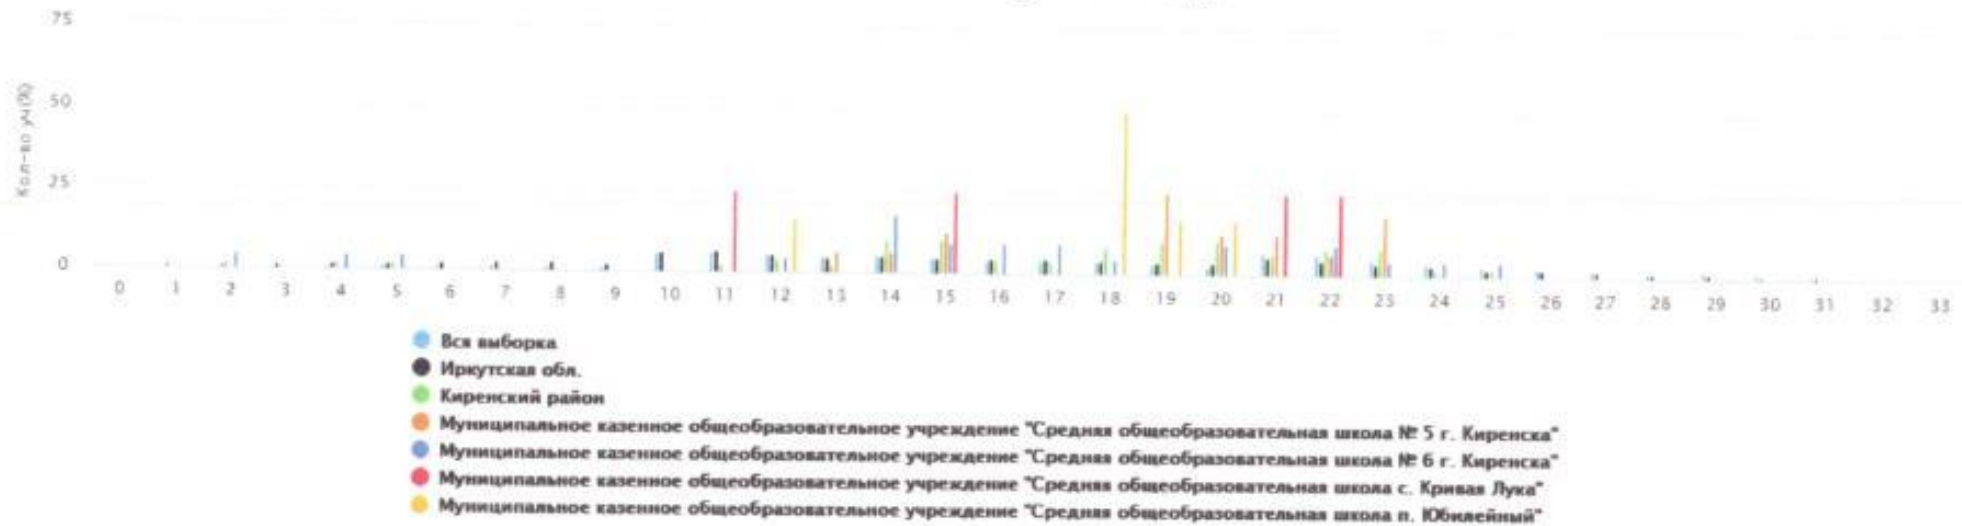 75
50
25
0
Кол-во уч(%)
0 1 2 3 4 5 6 7 8 9 10 11 12 13 14 15 16 17 18 19 20 21 22 23 24 25 26 27 28 29 30 31 32 33
Вся выборка
Иркутская обл.
Киренский район
Муниципальное казенное общеобразовательное учреждение "Средняя общеобразовательная школа № 5 г. Киренска"
Муниципальное казенное общеобразовательное учреждение "Средняя общеобразовательная школа № 6 г. Киренска"
Муниципальное казенное общеобразовательное учреждение "Средняя общеобразовательная школа с. Кривая Лука"
Муниципальное казенное общеобразовательное учреждение "Средняя общеобразовательная школа п. Юбилейный"